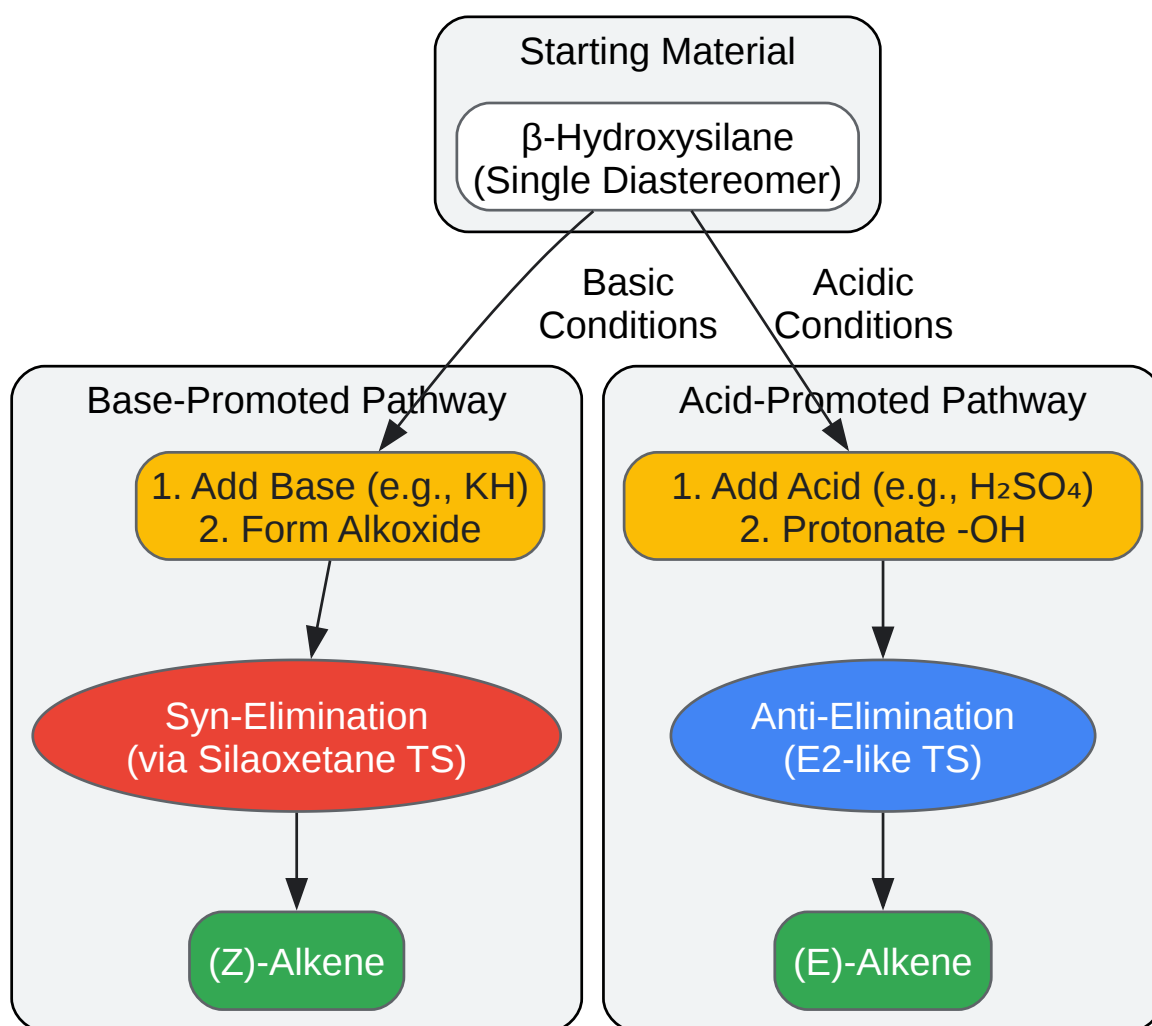 Starting Material
β-Hydroxysilane
(Single Diastereomer)
Basic
Conditions
Acidic
Conditions
Base-Promoted Pathway
1. Add Base (e.g., KH)
2. Form Alkoxide
Syn-Elimination
(via Silaoxetane TS)
(Z)-Alkene
Acid-Promoted Pathway
1. Add Acid (e.g., H₂SO₄)
2. Protonate -OH
Anti-Elimination
(E2-like TS)
(E)-Alkene